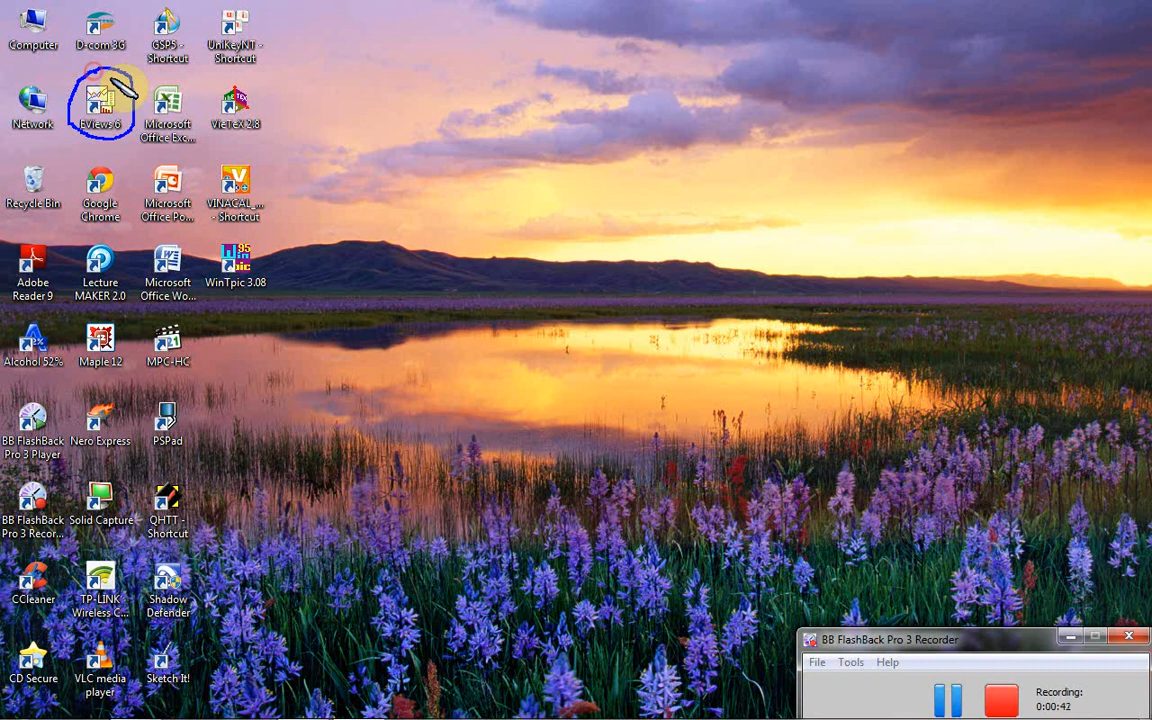 Computer
D-com 3G
GSP5 -
Shortcut
UniKeyNT -
Shortcut
Network
EViews 6
Microsoft
Office Exc...
VieTeX 2.8
Recycle Bin
Google
Chrome
Microsoft
Office Po...
VINACAL_...
- Shortcut
Adobe
Reader 9
Lecture
MAKER 2.0
Microsoft
Office Wo...
WinTpic 3.08
Alcohol 52%
Maple 12
MPC-HC
BB FlashBack
Pro 3 Player
Nero Express
PSPad
BB FlashBack
Pro 3 Recor...
Solid Capture
QHTT -
Shortcut
CCleaner
TP-LINK
Wireless C...
Shadow
Defender
CD Secure
VLC media
player
Sketch It!
BB FlashBack Pro 3 Recorder
File Tools Help
Recording:
0:00:42